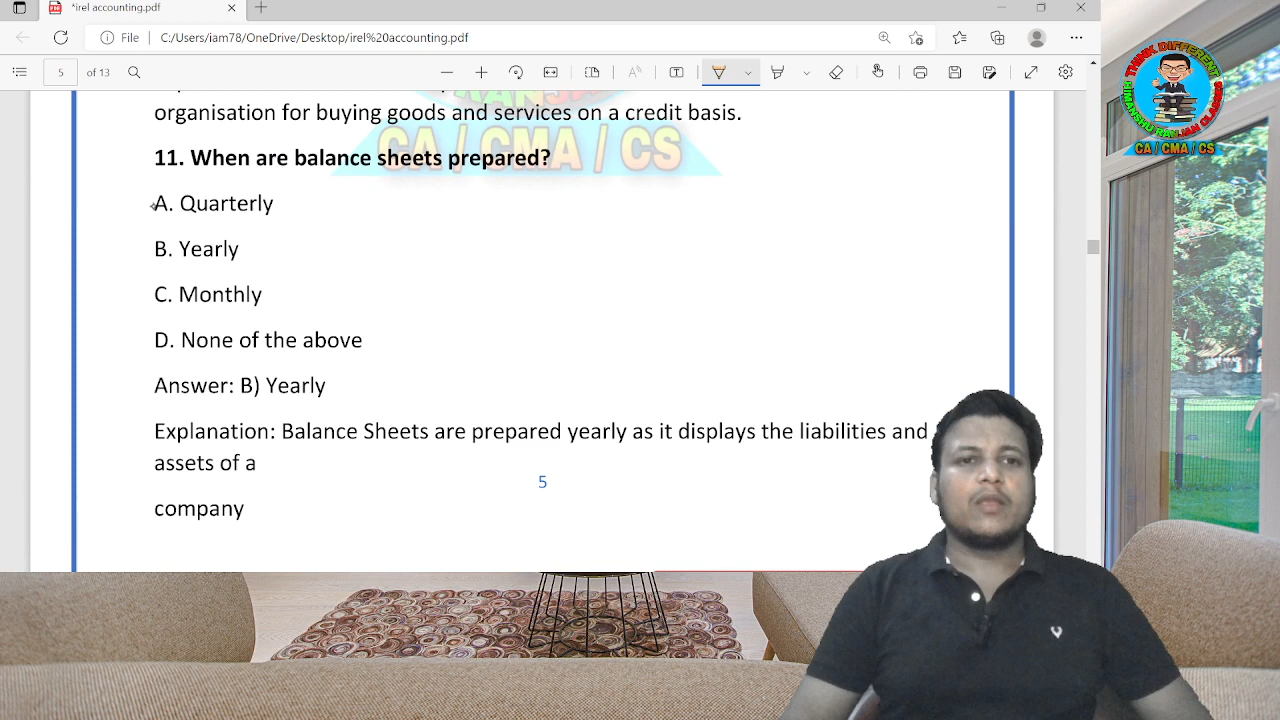 *irel accounting.pdf
File
C:/Users/iam78/OneDrive/Desktop/irel%20accounting.pdf
5 of 13
organisation for buying goods and services on a credit basis.
CA / CMA / CS
11. When are balance sheets prepared?
A. Quarterly
B. Yearly
C. Monthly
D. None of the above
Answer: B) Yearly
Explanation: Balance Sheets are prepared yearly as it displays the liabilities and
assets of a
5
company
THINK DIFFERENT
HIMANSHU RANJAN CLASSES
CA / CMA / CS